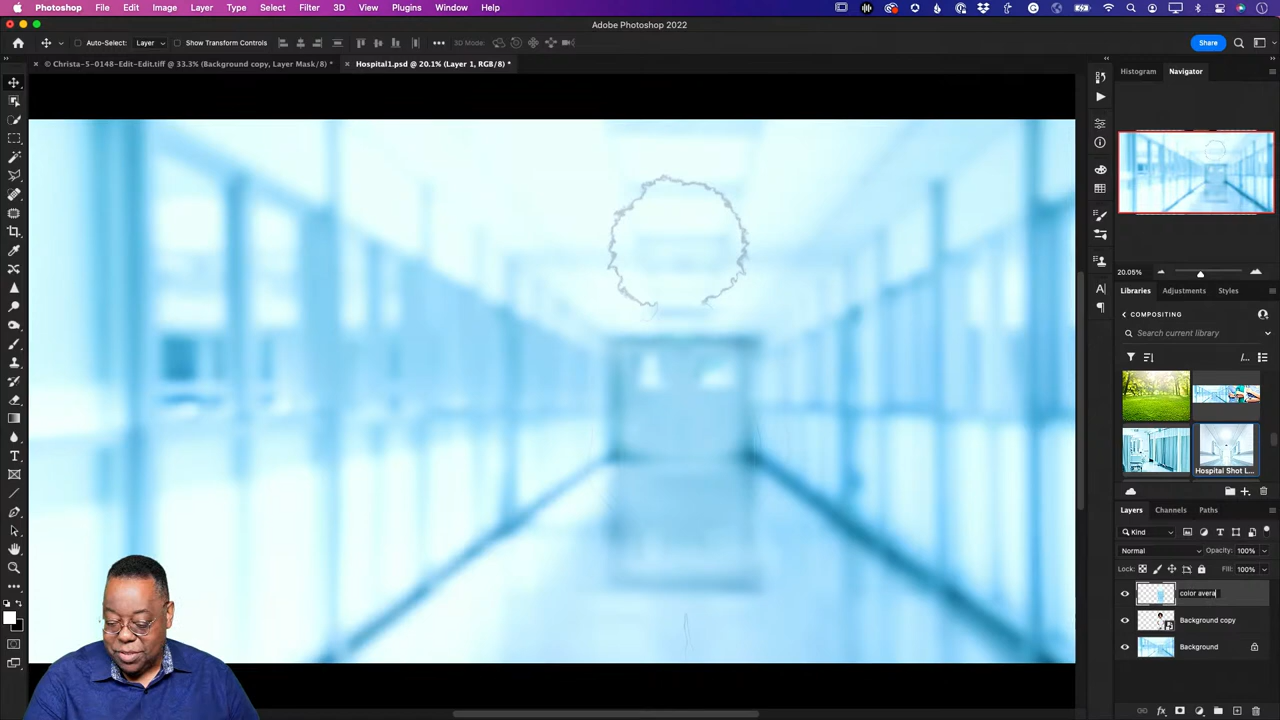 Photoshop File Edit Image Layer Type Select Filter 3D View Plugins Window Help
Adobe Photoshop 2022
Auto-Select: Layer Show Transform Controls 3D Mode: Share
© Christa-5-0148-Edit-Edit.tiff @ 33.3% (Background copy, Layer Mask/8) *
Hospital1.psd @ 20.1% (Layer 1, RGB/8) *
Histogram Navigator
20.05%
Libraries Adjustments Styles
COMPOSITING
Search current library
Hospital Shot L...
Layers Channels Paths
Kind
Normal Opacity: 100%
Lock: Fill: 100%
color avera
Background copy
Background